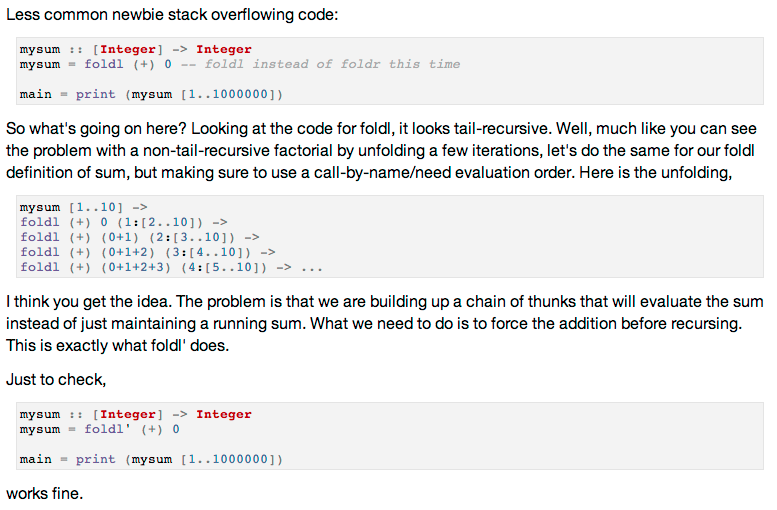 Less common newbie stack overflowing code:
mysum :: [Integer] -> Integer
mysum = foldl (+) 0 -- foldl instead of foldr this time
main = print (mysum [1..1000000])
So what's going on here? Looking at the code for foldl, it looks tail-recursive. Well, much like you can see
the problem with a non-tail-recursive factorial by unfolding a few iterations, let's do the same for our foldl
definition of sum, but making sure to use a call-by-name/need evaluation order. Here is the unfolding,
mysum [1..10] ->
foldl (+) 0 (1:[2..10]) ->
foldl (+) (0+1) (2:[3..10]) ->
foldl (+) (0+1+2) (3:[4..10]) ->
foldl (+) (0+1+2+3) (4:[5..10]) -> ...
I think you get the idea. The problem is that we are building up a chain of thunks that will evaluate the sum
instead of just maintaining a running sum. What we need to do is to force the addition before recursing.
This is exactly what foldl' does.
Just to check,
mysum :: [Integer] -> Integer
mysum = foldl' (+) 0
main = print (mysum [1..1000000])
works fine.